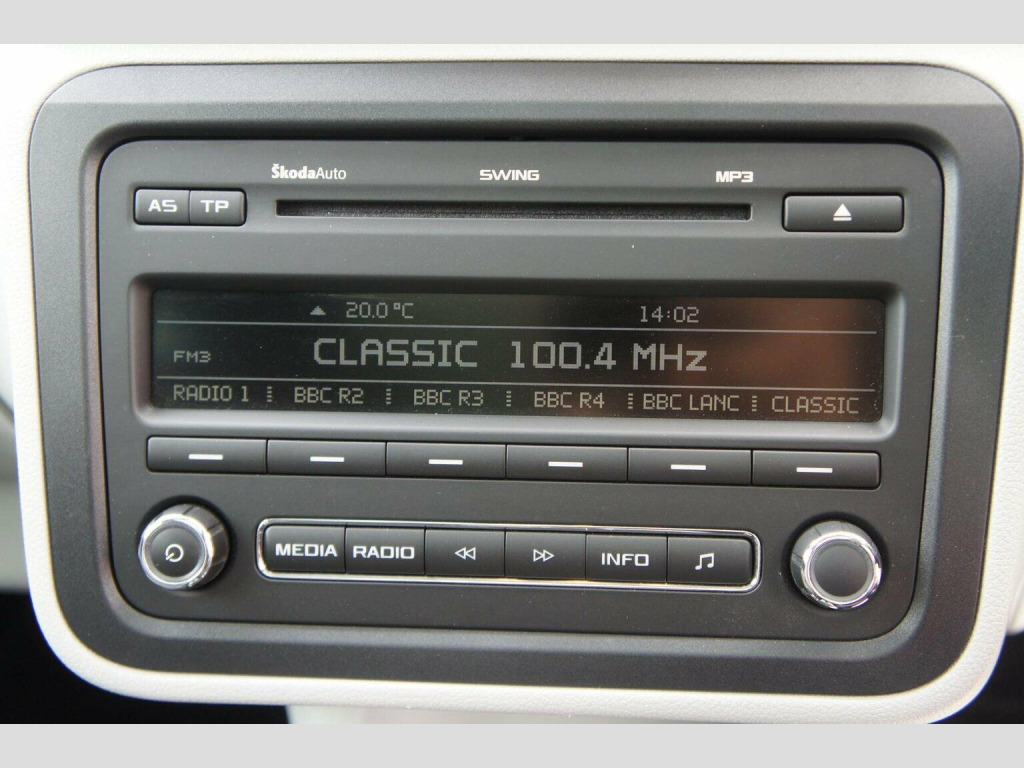 ŠkodaAuto SWING MP3
AS TP
20.0°C 14:02
FM3 CLASSIC 100.4 MHz
RADIO 1 BBC R2 BBC R3 BBC R4 BBC LANC CLASSIC
MEDIA RADIO INFO